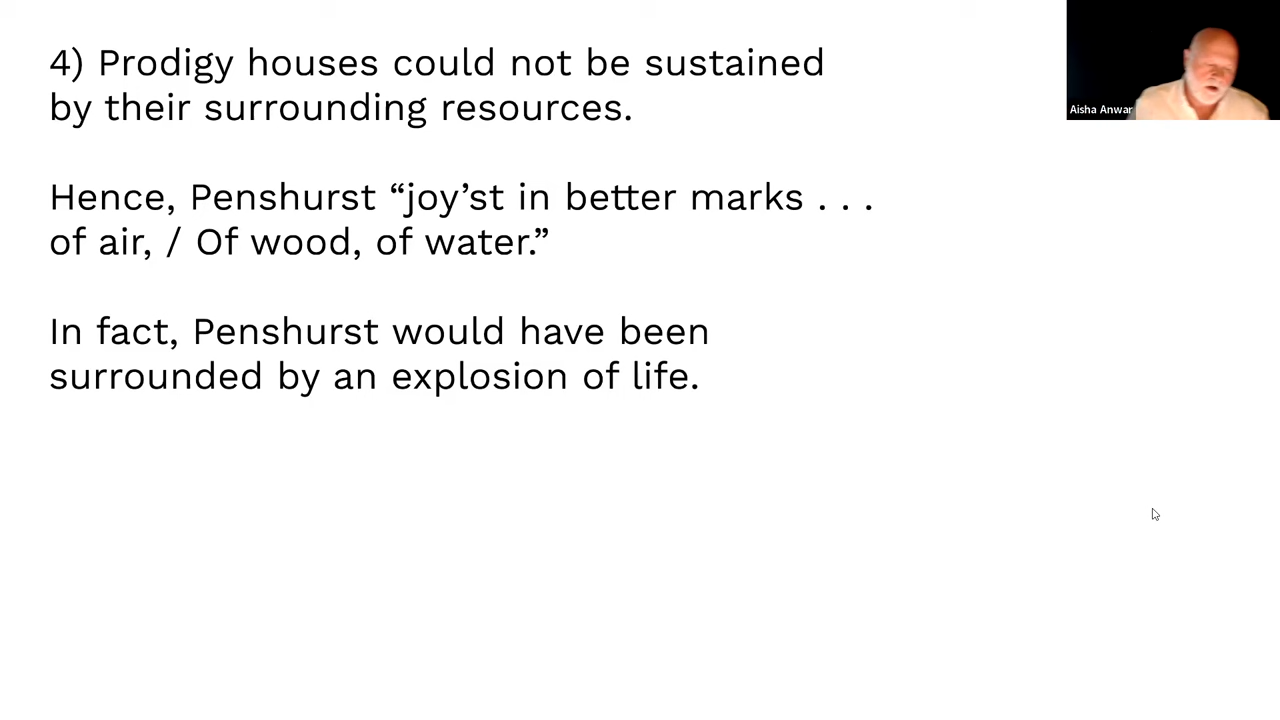 4) Prodigy houses could not be sustained
by their surrounding resources.
Hence, Penshurst “joy’st in better marks . . .
of air, / Of wood, of water.”
In fact, Penshurst would have been
surrounded by an explosion of life.
Aisha Anwar